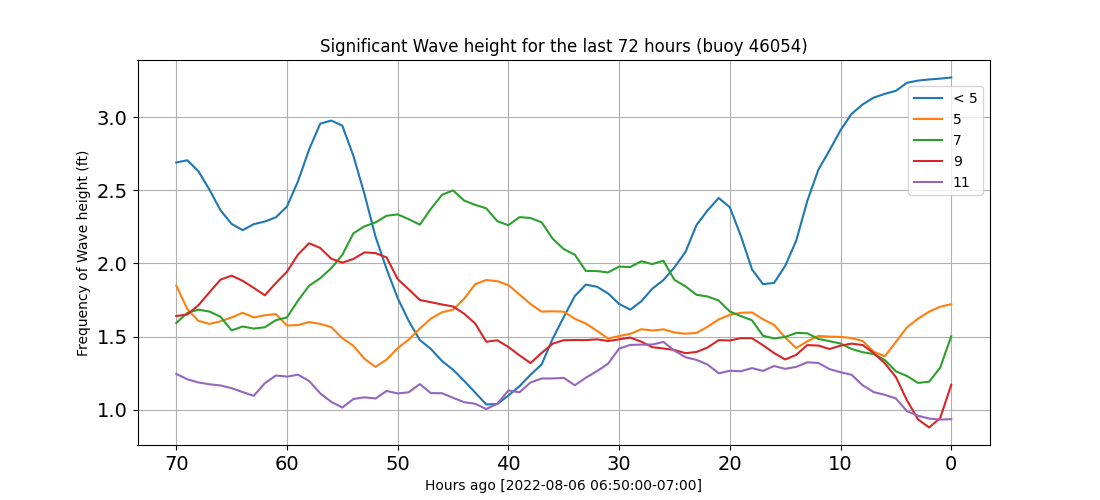 Significant Wave height for the last 72 hours (buoy 46054)
Frequency of Wave height (ft)
3.0
2.5
2.0
1.5
1.0
< 5
5
7
9
11
70 60 50 40 30 20 10 0
Hours ago [2022-08-06 06:50:00-07:00]